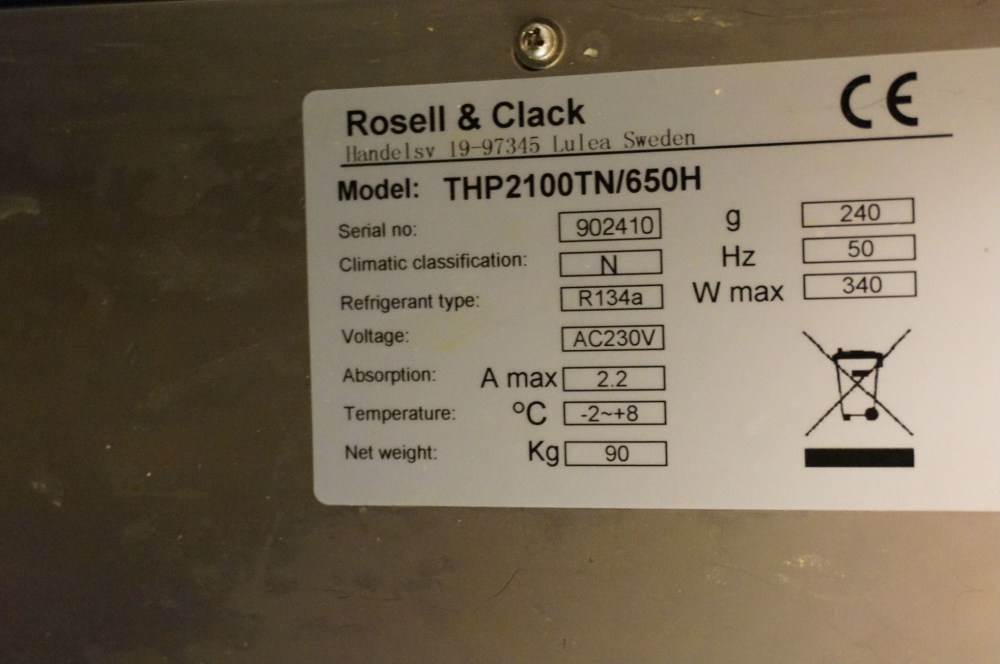 Rosell & Clack
Handelsv 19-97345 Lulea Sweden
CE
Model: THP2100TN/650H
Serial no: 902410 g 240
Climatic classification: N Hz 50
Refrigerant type: R134a W max 340
Voltage: AC230V
Absorption: A max 2.2
Temperature: °C -2~+8
Net weight: Kg 90